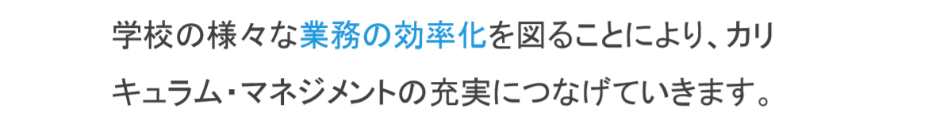 学校の様々な業務の効率化を図ることにより、カリ
キュラム・マネジメントの充実につなげていきます。